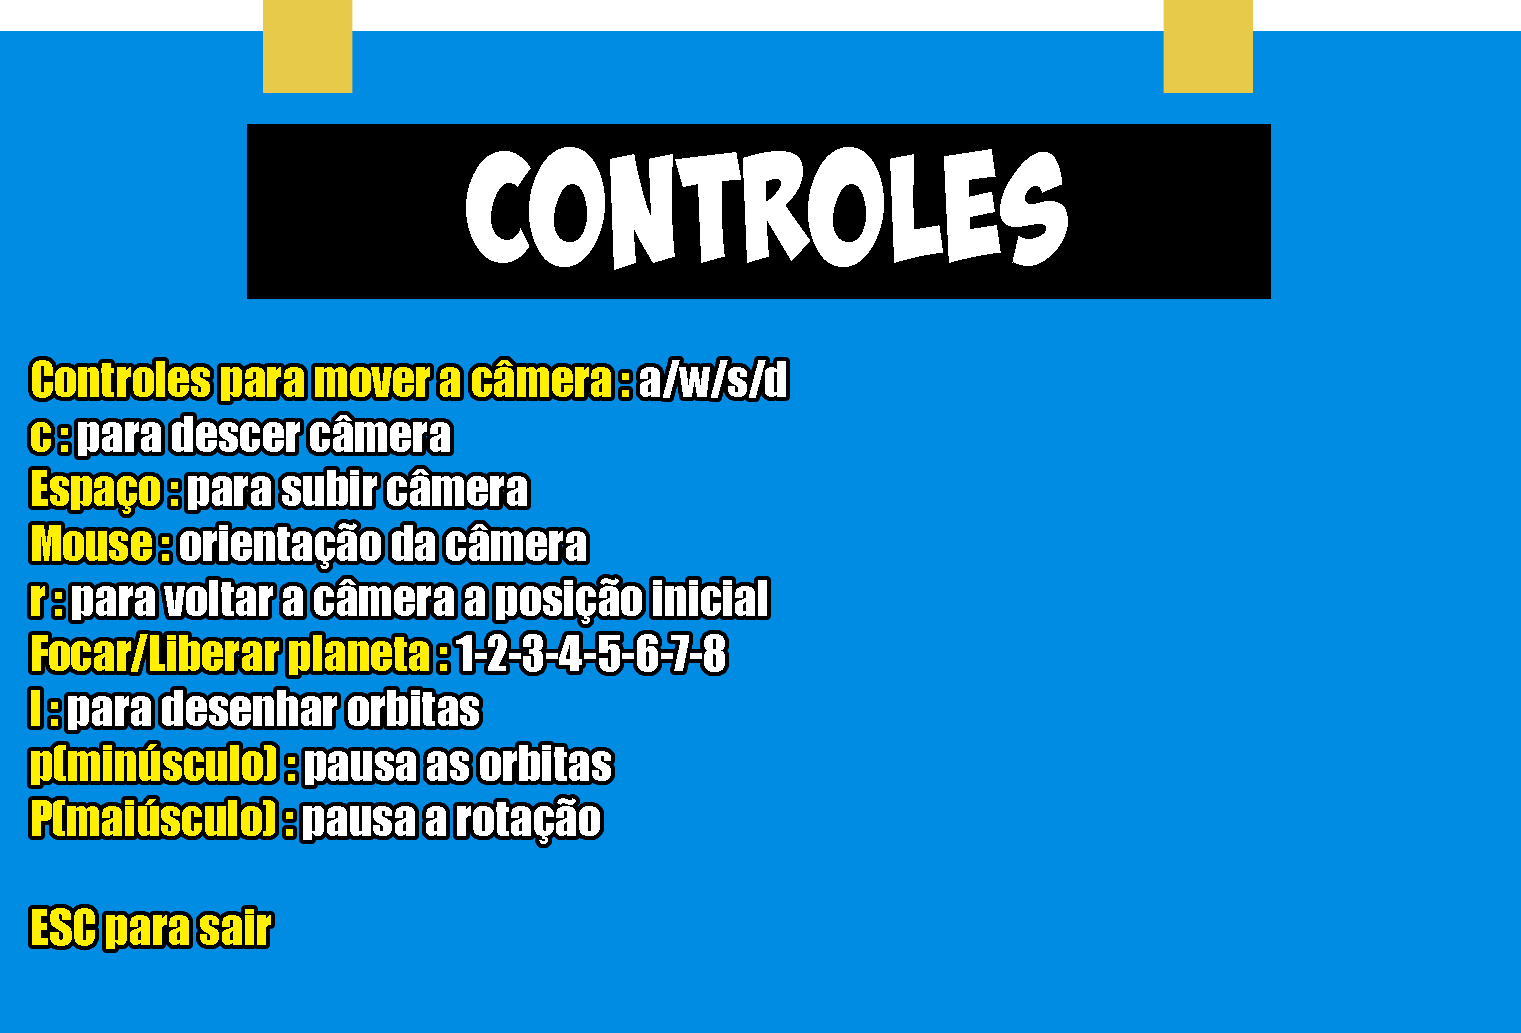 CONTROLES
Controles para mover a câmera : a/w/s/d
c : para descer câmera
Espaço : para subir câmera
Mouse : orientação da câmera
r : para voltar a câmera a posição inicial
Focar/Liberar planeta : 1-2-3-4-5-6-7-8
l : para desenhar orbitas
p(minúsculo) : pausa as orbitas
P(maiúsculo) : pausa a rotação
ESC para sair